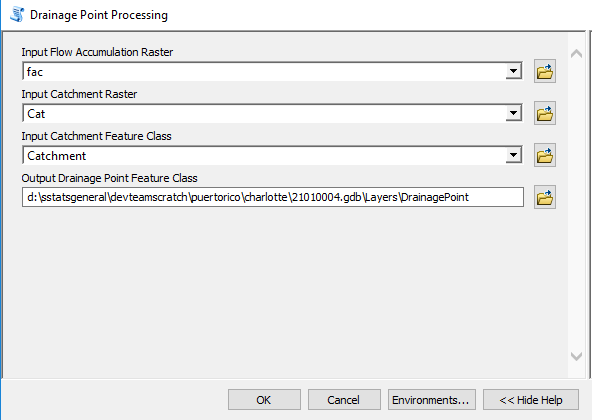 Drainage Point Processing
Input Flow Accumulation Raster
fac
Input Catchment Raster
Cat
Input Catchment Feature Class
Catchment
Output Drainage Point Feature Class
d:\sstatsgeneral\devteamscratch\puertorico\charlotte\21010004.gdb\Layers\DrainagePoint
OK Cancel Environments... << Hide Help